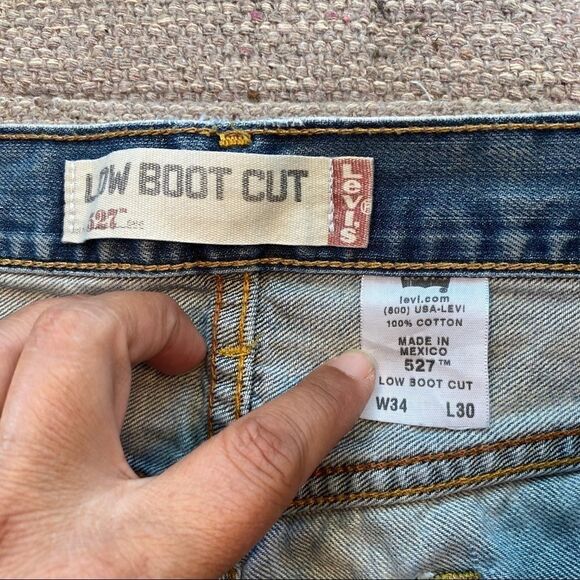 LOW BOOT CUT
527™
Levi's®
levi.com
(800) USA-LEVI
100% COTTON
MADE IN
MEXICO
527™
LOW BOOT CUT
W34 L30